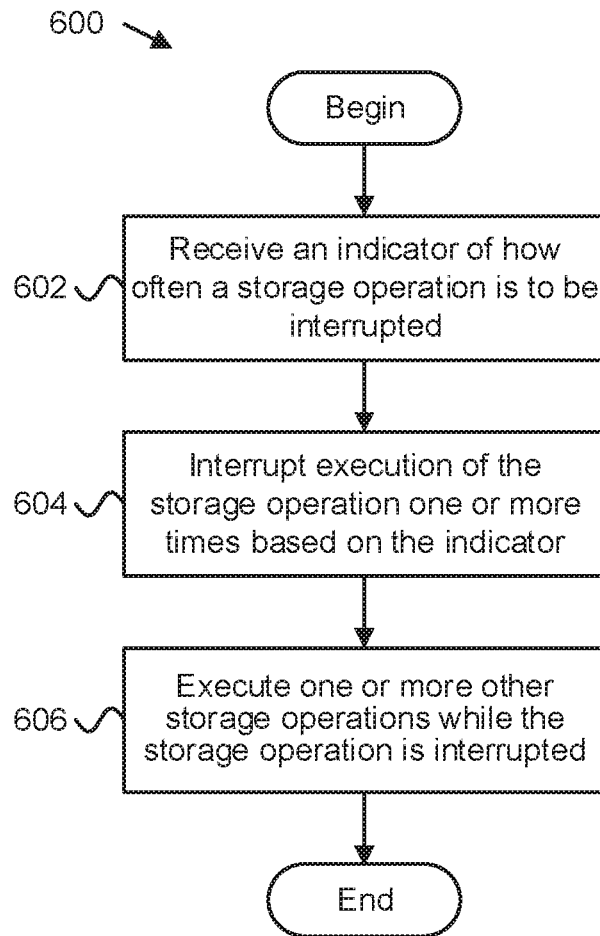 600
Begin
602
Receive an indicator of how
often a storage operation is to be
interrupted
604
Interrupt execution of the
storage operation one or more
times based on the indicator
606
Execute one or more other
storage operations while the
storage operation is interrupted
End